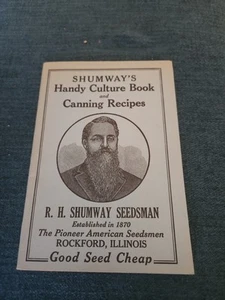 SHUMWAY'S
Handy Culture Book
and
Canning Recipes
R. H. SHUMWAY SEEDSMAN
Established in 1870
The Pioneer American Seedsmen
ROCKFORD, ILLINOIS
Good Seed Cheap